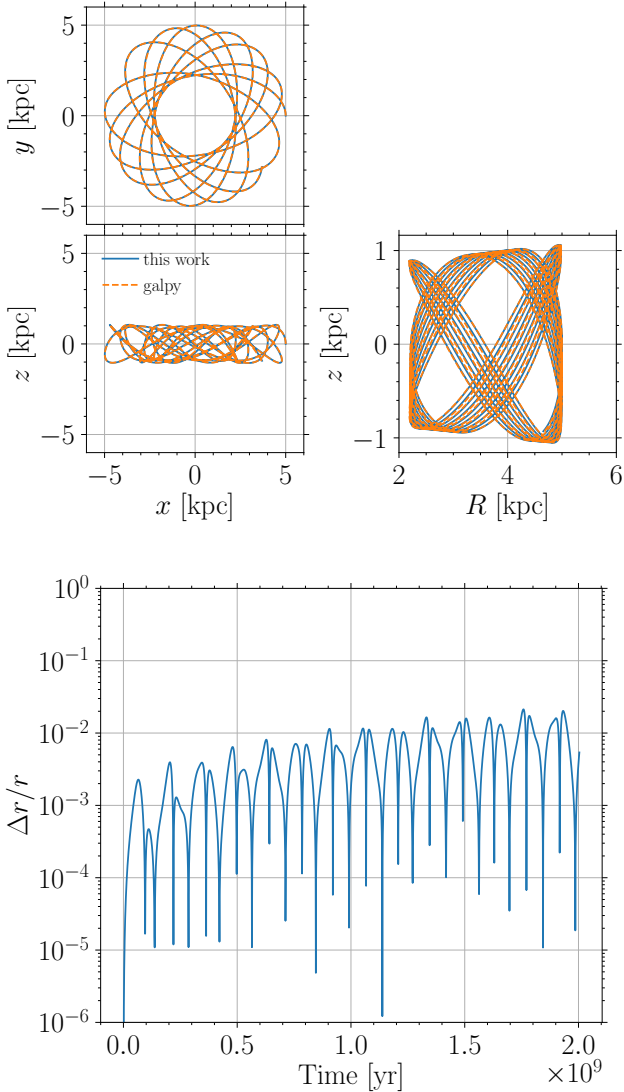 5
0
−5
y [kpc]
5
0
−5
z [kpc]
this work
galpy
−5 0 5
x [kpc]
1
0
−1
z [kpc]
2 4 6
R [kpc]
10^0
10^−1
10^−2
10^−3
10^−4
10^−5
10^−6
Δr/r
0.0 0.5 1.0 1.5 2.0
×10^9
Time [yr]